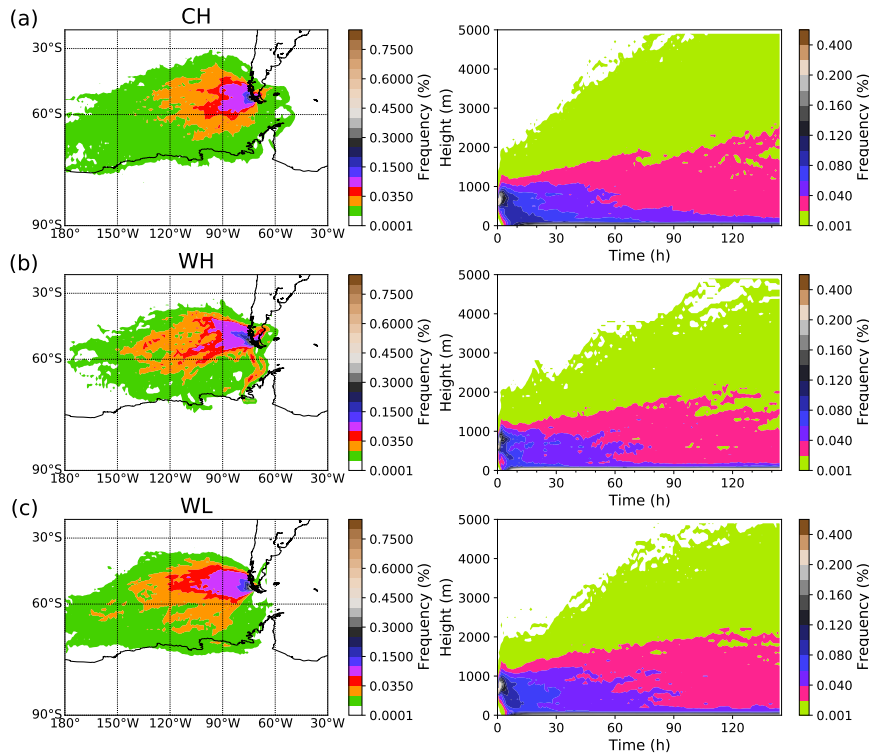 (a)
CH
30°S
60°S
90°S
180°
150°W
120°W
90°W
60°W
30°W
0.7500
0.6000
0.4500
0.3000
0.1500
0.0350
0.0001
Frequency (%)
5000
4000
3000
2000
1000
0
Height (m)
0
30
60
90
120
Time (h)
0.400
0.200
0.120
0.080
0.040
0.001
Frequency (%)
(b)
WH
30°S
60°S
90°S
180°
150°W
120°W
90°W
60°W
30°W
0.7500
0.6000
0.4500
0.3000
0.1500
0.0350
0.0001
Frequency (%)
5000
4000
3000
2000
1000
0
Height (m)
0
30
60
90
120
Time (h)
0.400
0.200
0.120
0.080
0.040
0.001
Frequency (%)
(c)
WL
30°S
60°S
90°S
180°
150°W
120°W
90°W
60°W
30°W
0.7500
0.6000
0.4500
0.3000
0.1500
0.0350
0.0001
Frequency (%)
5000
4000
3000
2000
1000
0
Height (m)
0
30
60
90
120
Time (h)
0.400
0.200
0.120
0.080
0.040
0.001
Frequency (%)